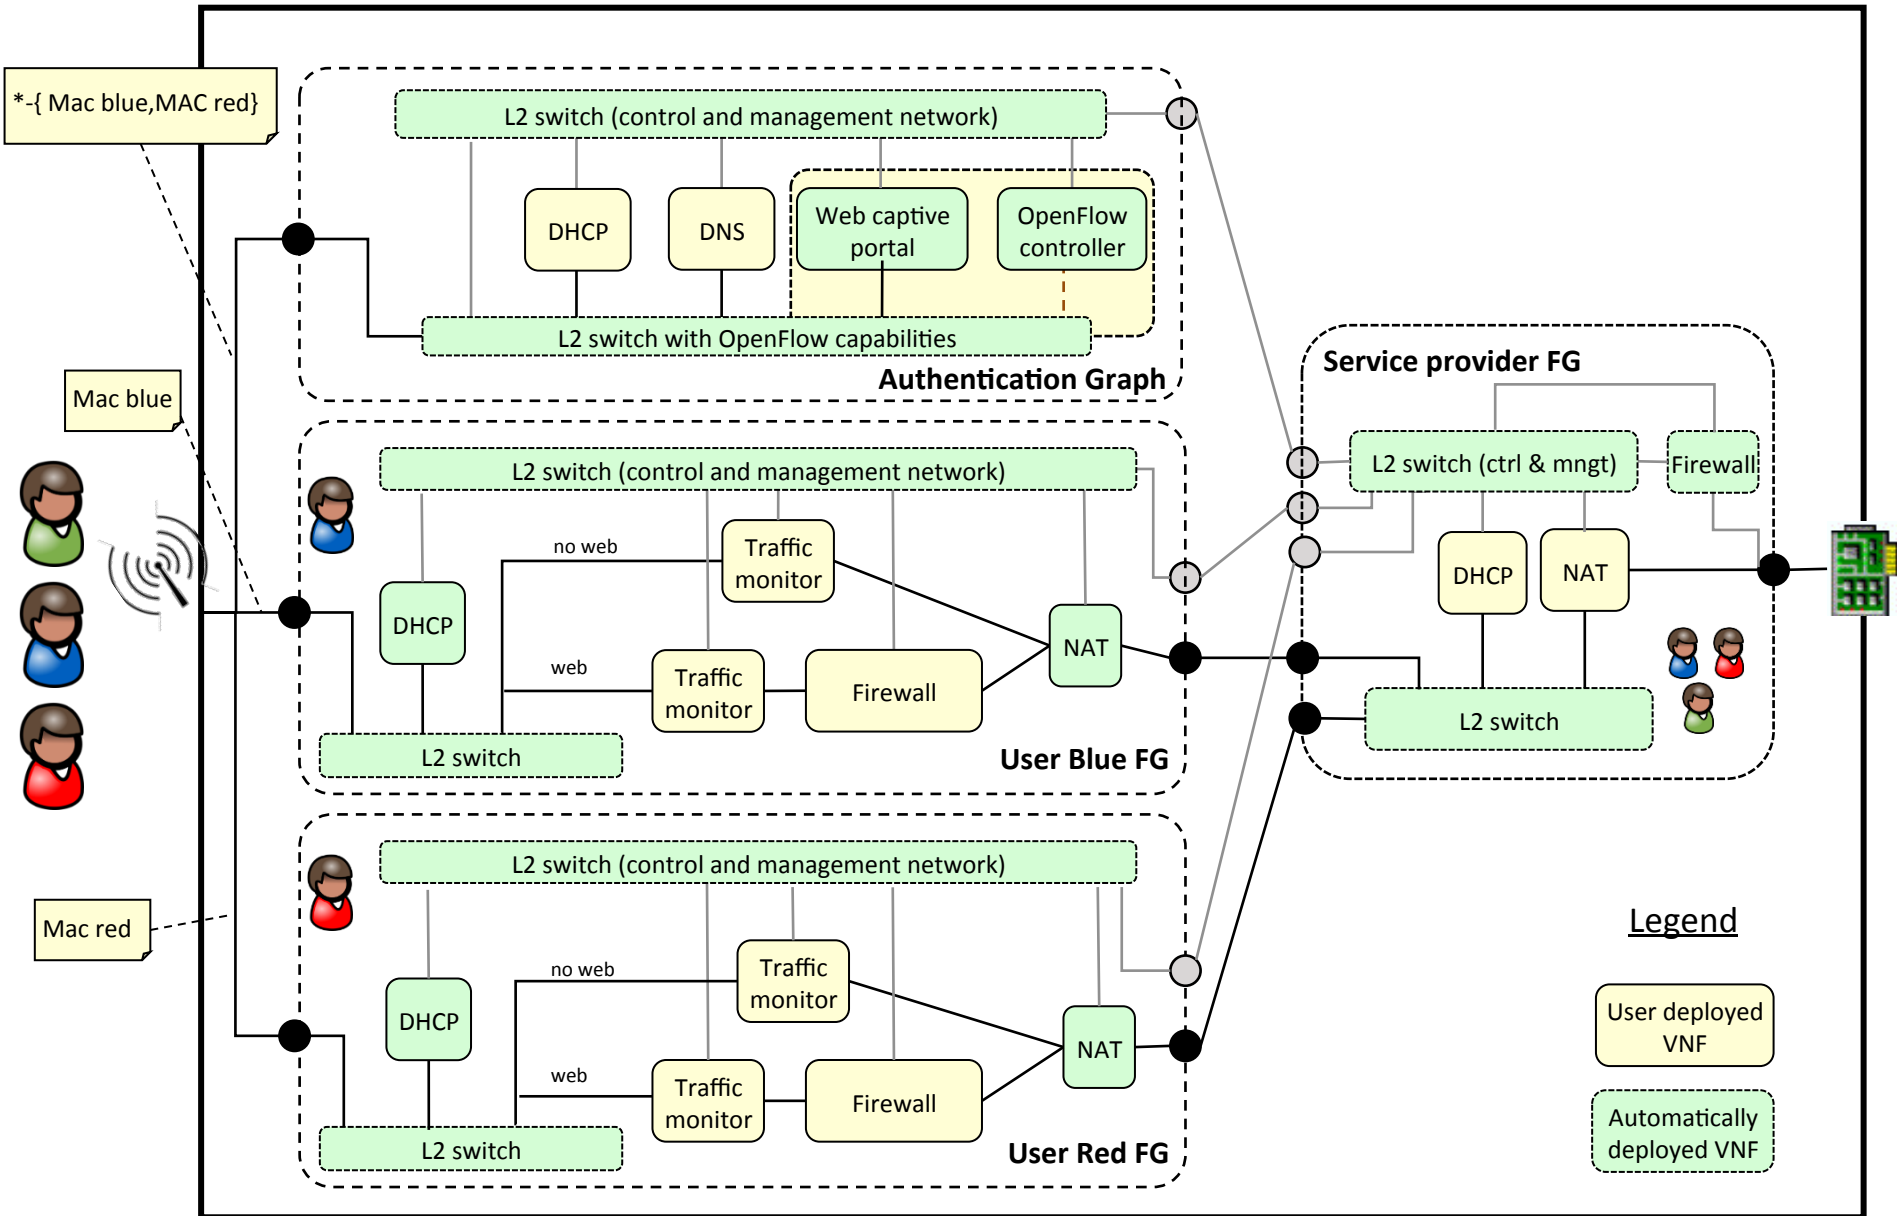 *-{ Mac blue,MAC red}
L2 switch (control and management network)
DHCP
DNS
Web captive
portal
OpenFlow
controller
L2 switch with OpenFlow capabilities
Authentication Graph
Mac blue
L2 switch (control and management network)
no web
Traffic
monitor
DHCP
web
Traffic
monitor
Firewall
NAT
L2 switch
User Blue FG
Service provider FG
L2 switch (ctrl & mngt)
Firewall
DHCP
NAT
L2 switch
Mac red
L2 switch (control and management network)
no web
Traffic
monitor
DHCP
web
Traffic
monitor
Firewall
NAT
L2 switch
User Red FG
Legend
User deployed
VNF
Automatically
deployed VNF